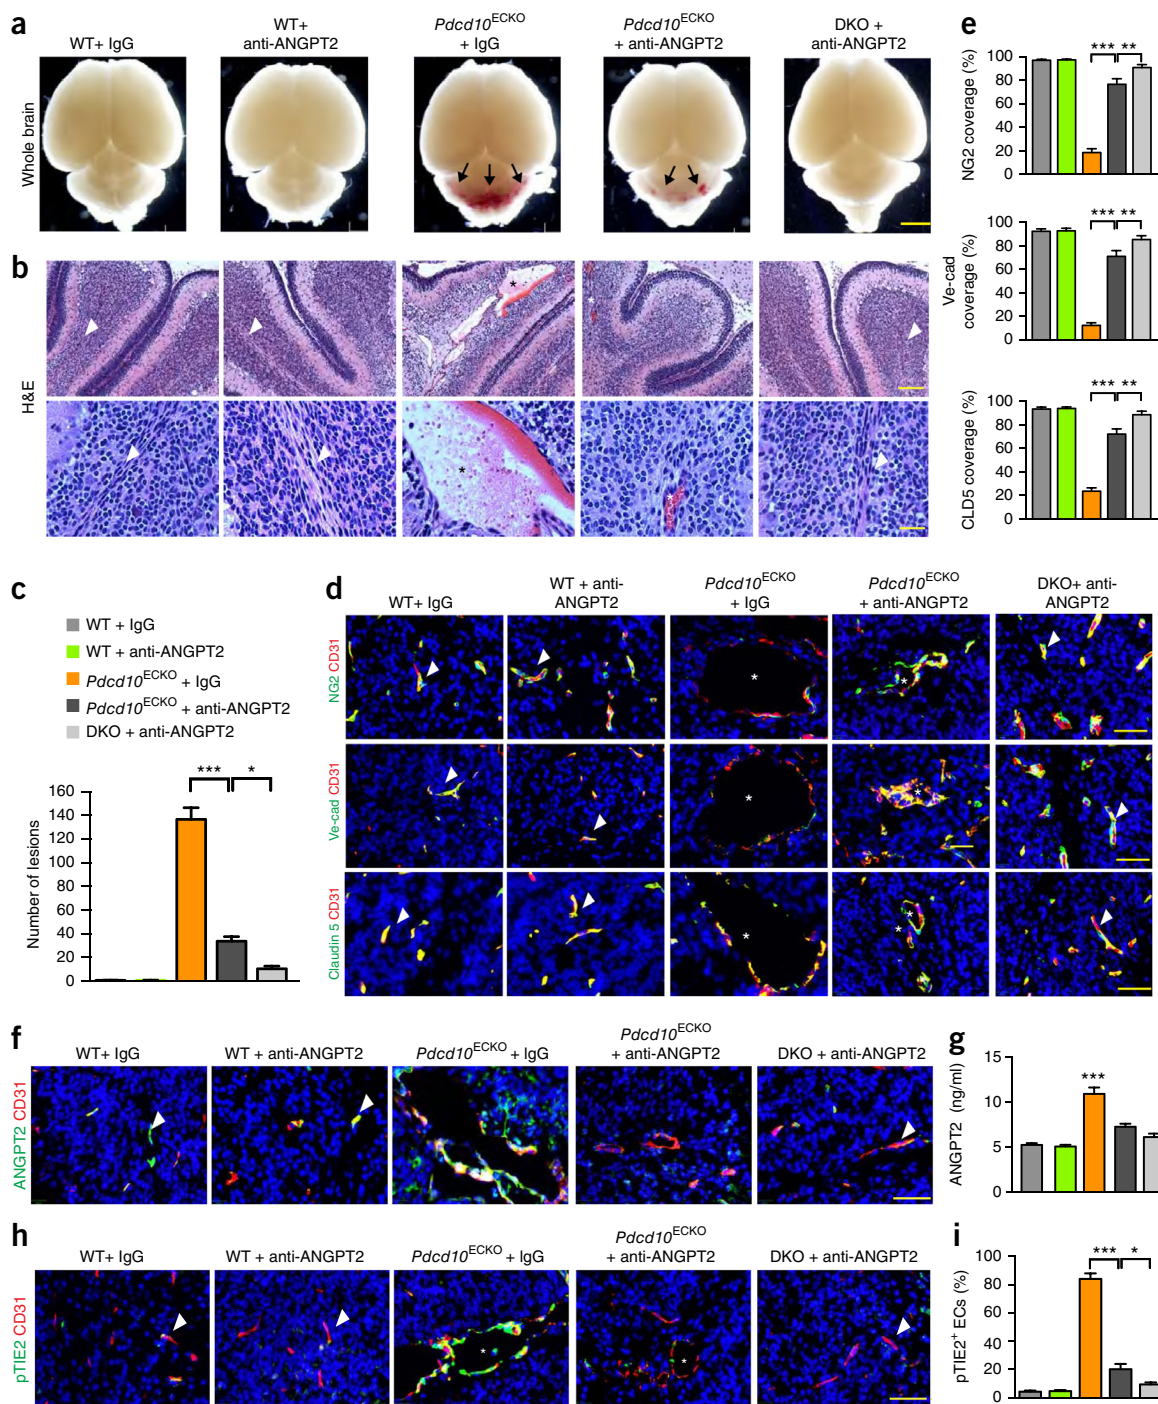 a
WT+ IgG
WT+
anti-ANGPT2
Pdcd10ECKO
+ IgG
Pdcd10ECKO
+ anti-ANGPT2
DKO +
anti-ANGPT2
Whole brain
b
H&E
*
*
*
*
c
WT + IgG
WT + anti-ANGPT2
Pdcd10ECKO + IgG
Pdcd10ECKO + anti-ANGPT2
DKO + anti-ANGPT2
Number of lesions
160
140
120
100
80
60
40
20
0
*** *
d
WT+ IgG
WT + anti-
ANGPT2
Pdcd10ECKO
+ IgG
Pdcd10ECKO
+ anti-ANGPT2
DKO+ anti-
ANGPT2
NG2 CD31
* *
Ve-cad CD31
* *
Claudin 5 CD31
* * *
e
NG2 coverage (%)
100
80
60
40
20
0
*** **
Ve-cad
coverage (%)
100
80
60
40
20
0
*** **
CLD5 coverage (%)
100
80
60
40
20
0
*** **
f
WT+ IgG
WT + anti-ANGPT2
Pdcd10ECKO + IgG
Pdcd10ECKO
+ anti-ANGPT2
DKO + anti-ANGPT2
ANGPT2 CD31
g
ANGPT2 (ng/ml)
15
10
5
0
***
h
WT+ IgG
WT + anti-ANGPT2
Pdcd10ECKO + IgG
Pdcd10ECKO
+ anti-ANGPT2
DKO + anti-ANGPT2
pTIE2 CD31
* *
i
pTIE2+ ECs (%)
100
80
60
40
20
0
*** *